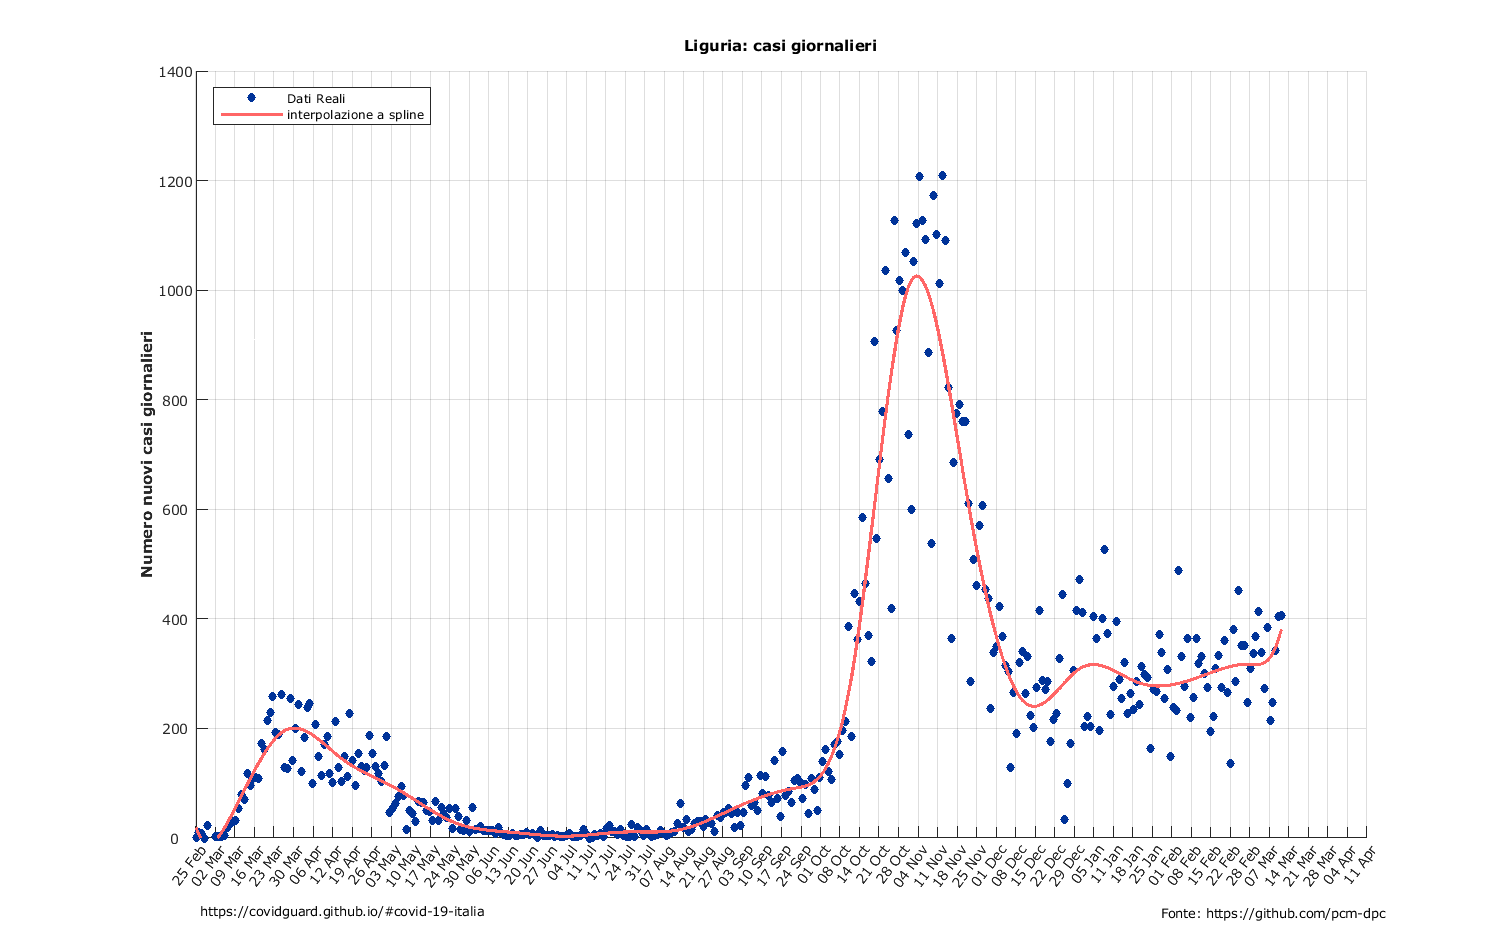 Liguria: casi giornalieri
Dati Reali
interpolazione a spline
Numero nuovi casi giornalieri
1400
1200
1000
800
600
400
200
0
25 Feb
02 Mar
09 Mar
16 Mar
23 Mar
30 Mar
06 Apr
12 Apr
19 Apr
26 Apr
03 May
10 May
17 May
24 May
30 May
06 Jun
13 Jun
20 Jun
27 Jun
04 Jul
11 Jul
17 Jul
24 Jul
31 Jul
07 Aug
14 Aug
21 Aug
27 Aug
03 Sep
10 Sep
17 Sep
24 Sep
01 Oct
08 Oct
14 Oct
21 Oct
28 Oct
04 Nov
11 Nov
18 Nov
25 Nov
01 Dec
08 Dec
15 Dec
22 Dec
29 Dec
05 Jan
11 Jan
18 Jan
25 Jan
01 Feb
08 Feb
15 Feb
22 Feb
28 Feb
07 Mar
14 Mar
21 Mar
28 Mar
04 Apr
11 Apr
https://covidguard.github.io/#covid-19-italia
Fonte: https://github.com/pcm-dpc